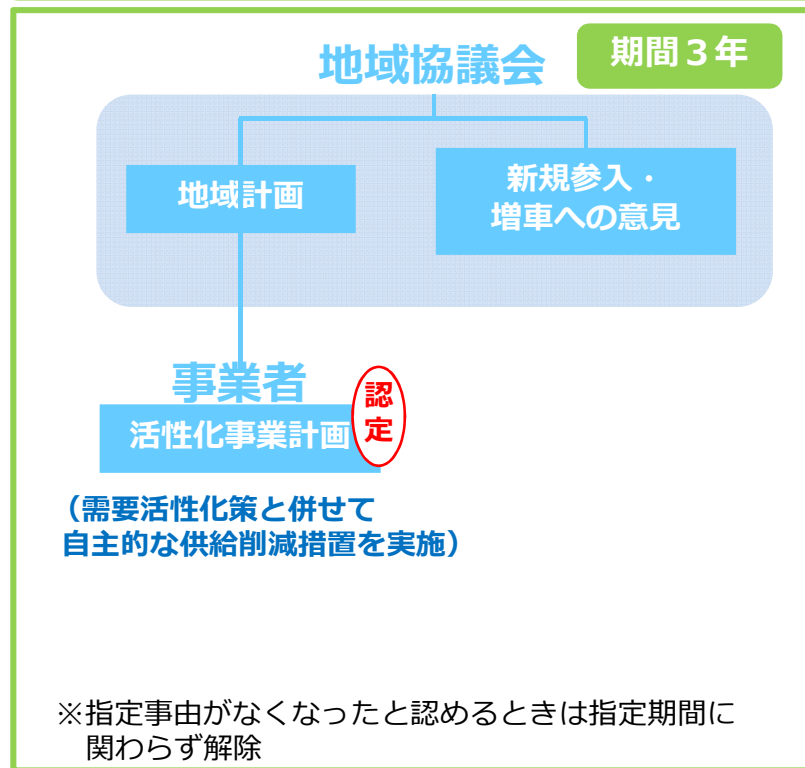 地域協議会
期間３年
地域計画
新規参入・
増車への意見
事業者
活性化事業計画
認
定
（需要活性化策と併せて
自主的な供給削減措置を実施）
※指定事由がなくなったと認めるときは指定期間に
関わらず解除